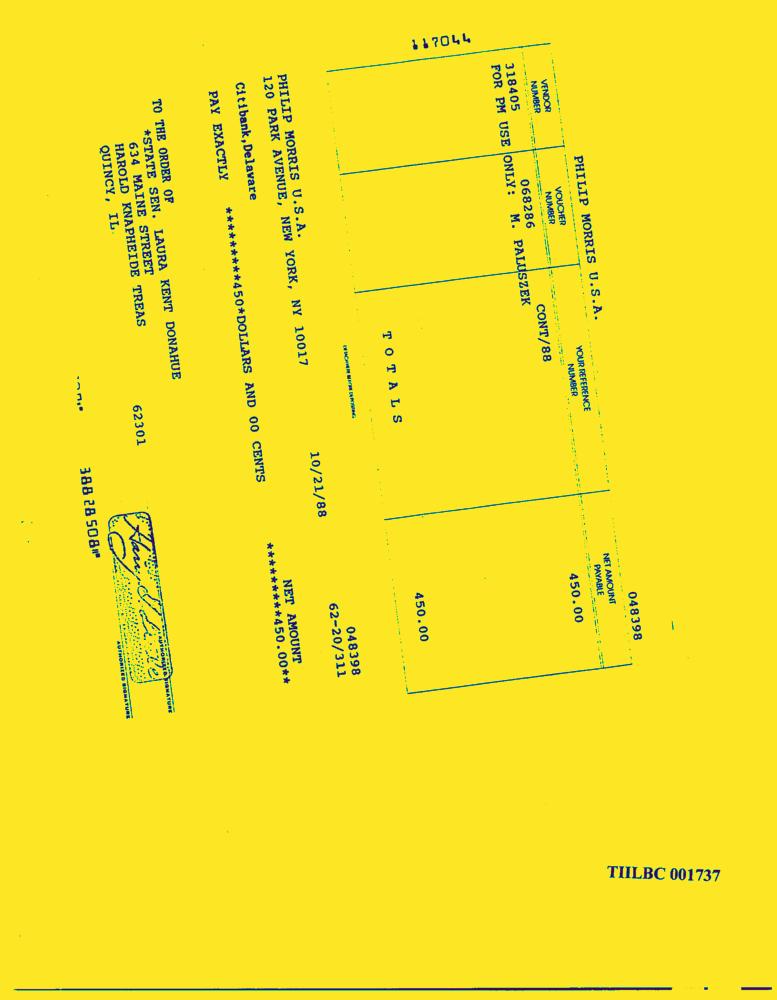 117044
PHILIP MORRIS U.S.A.
048398
VENDOR NUMBER
VOUCHER NUMBER
YOUR REFERENCE NUMBER
NET AMOUNT PAYABLE
318405 068286 CONT/88 450.00
FOR PM USE ONLY: M. PALUSZEK
TOTALS 450.00
048398
62-20/311
PHILIP MORRIS U.S.A. 10/21/88
120 PARK AVENUE, NEW YORK, NY 10017
NET AMOUNT
Citibank,Delaware *********450.00**
PAY EXACTLY *********450*DOLLARS AND 00 CENTS
TO THE ORDER OF
*STATE SEN. LAURA KENT DONAHUE
634 MAINE STREET
HAROLD KNAPHEIDE TREAS
QUINCY, IL. 62301
AUTHORIZED SIGNATURE
AUTHORIZED SIGNATURE
388 28 508
TIILBC 001737